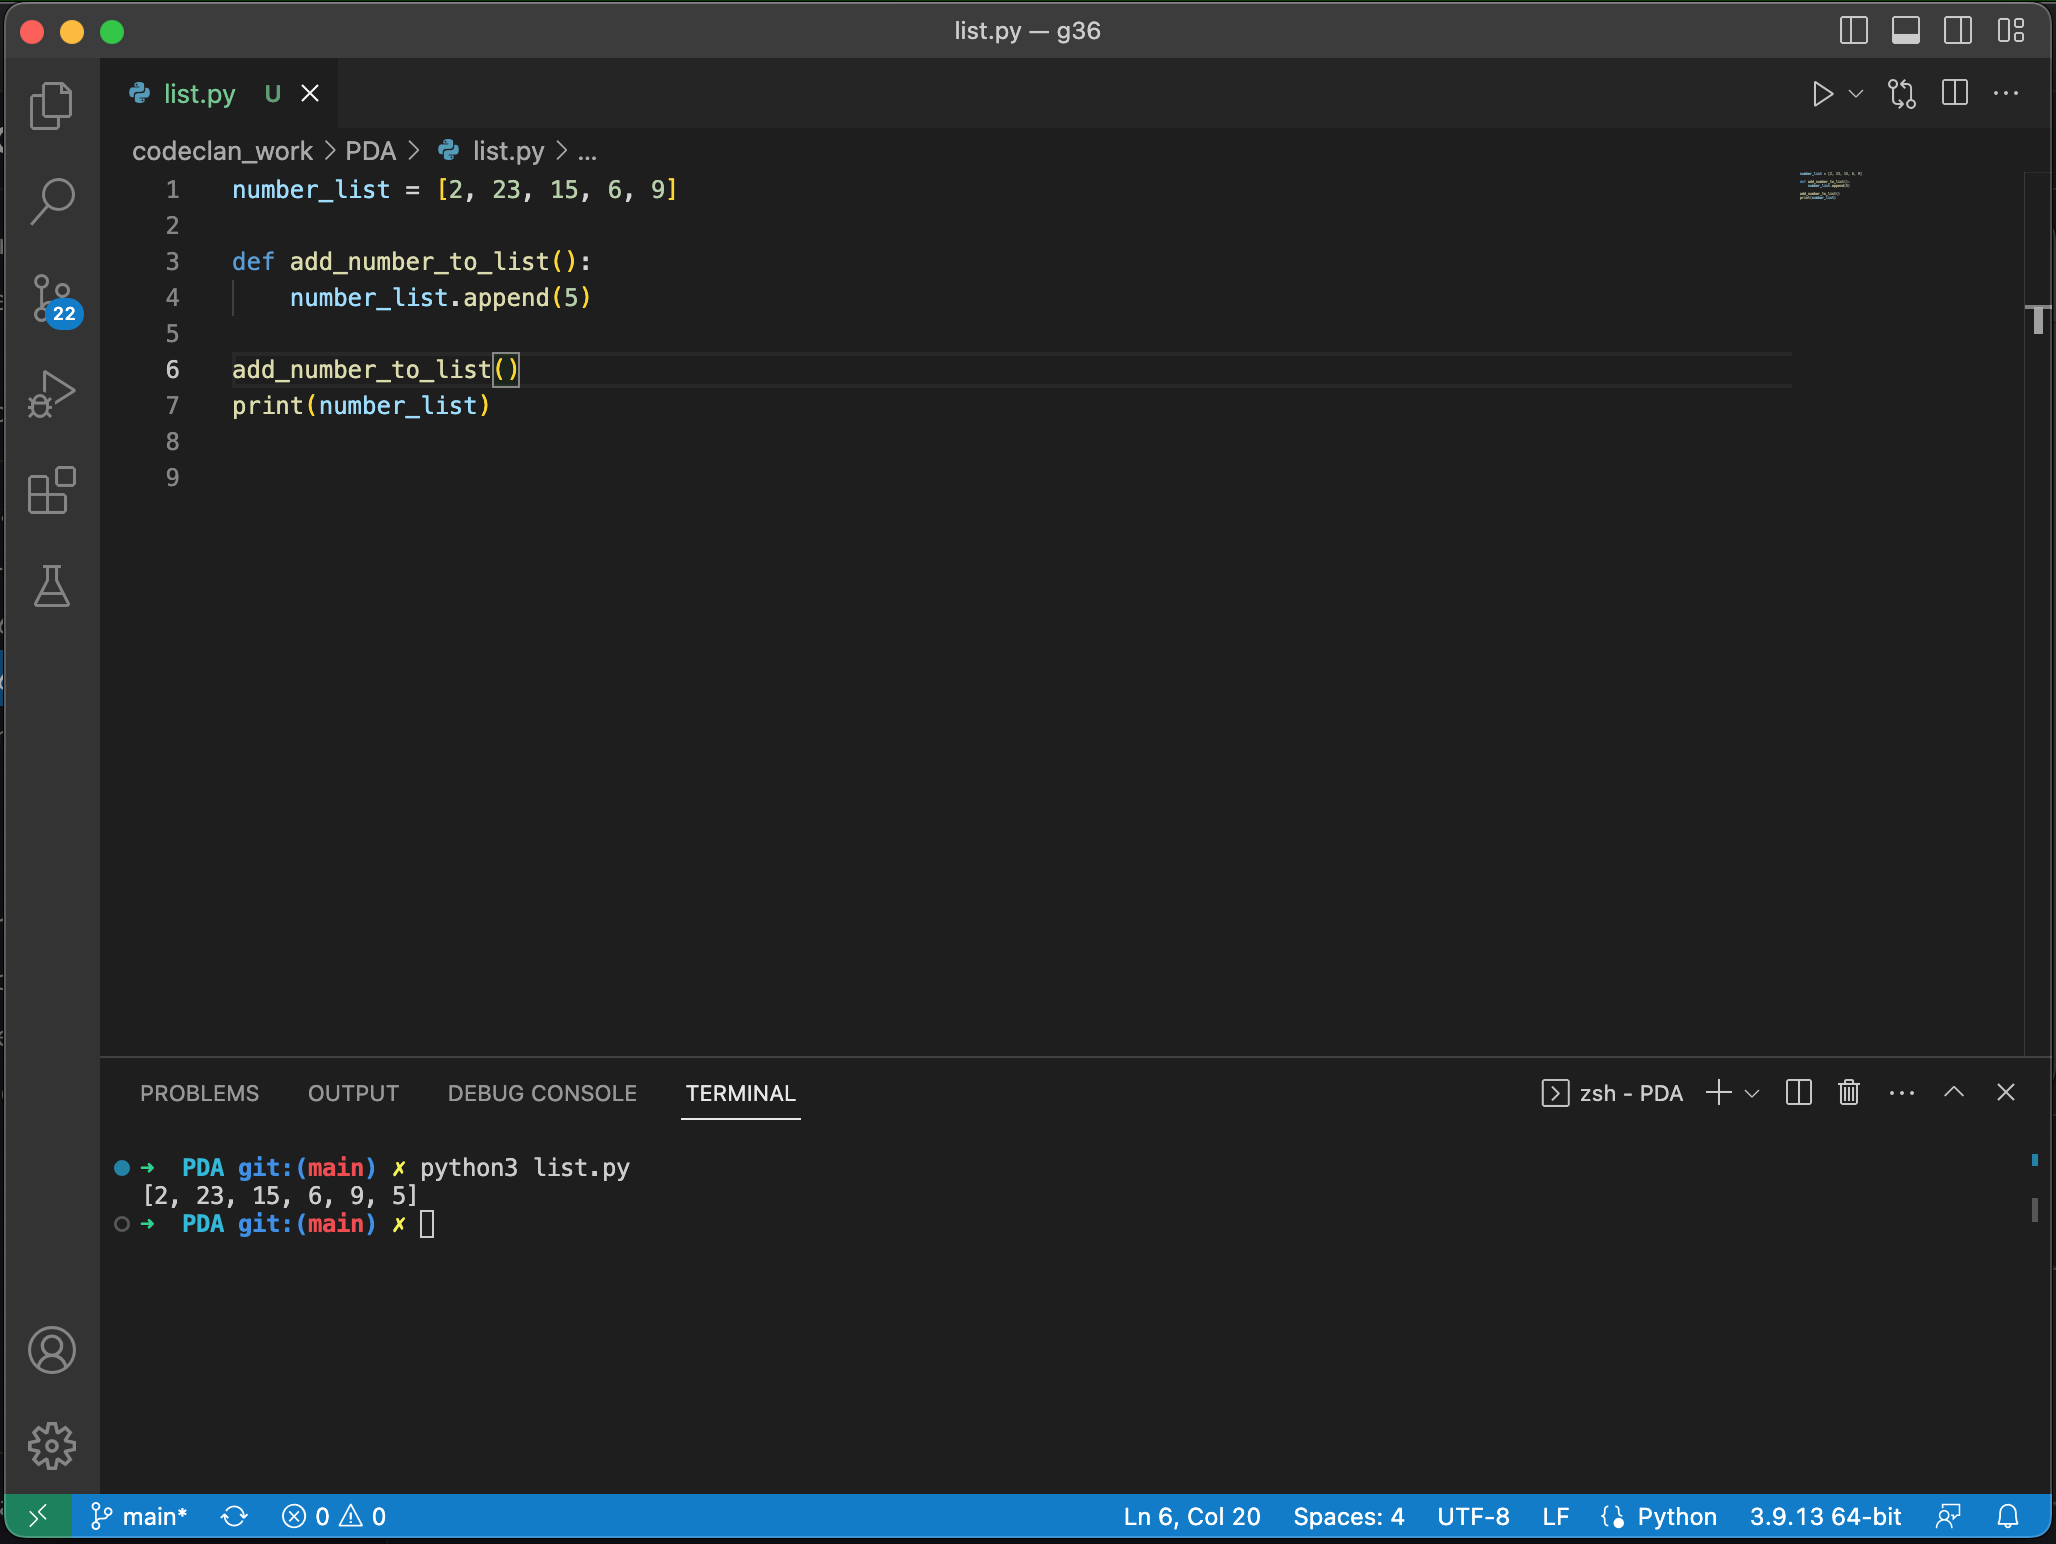 list.py — g36
list.py U
codeclan_work > PDA > list.py > ...
1 number_list = [2, 23, 15, 6, 9]
2
3 def add_number_to_list():
4     number_list.append(5)
5
6 add_number_to_list()
7 print(number_list)
8
9
22
PROBLEMS OUTPUT DEBUG CONSOLE TERMINAL zsh - PDA
➜ PDA git:(main) ✗ python3 list.py
[2, 23, 15, 6, 9, 5]
➜ PDA git:(main) ✗
main* 0 0 Ln 6, Col 20 Spaces: 4 UTF-8 LF Python 3.9.13 64-bit